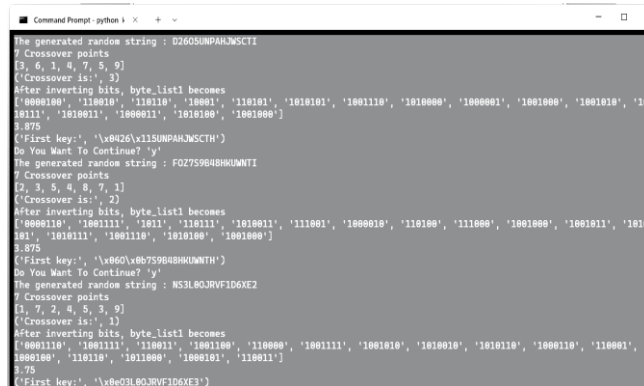 Command Prompt - python
The generated random string : D26O5UNPAHJWSCTI
7 Crossover points
[3, 6, 1, 4, 7, 5, 9]
('Crossover is:', 3)
After inverting bits, byte_list1 becomes
['0000100', '110010', '110110', '10001', '110101', '1010101', '1001110', '1010000', '1000001', '1001000', '1001010', '10
10111', '1010011', '1000011', '1010100', '1001000']
3.875
('First key:', '\x0426\x115UNPAHJWSCTH')
Do You Want To Continue? 'y'
The generated random string : FOZ7S9B48HKUWNTI
7 Crossover points
[2, 3, 5, 4, 8, 7, 1]
('Crossover is:', 2)
After inverting bits, byte_list1 becomes
['0000110', '1001111', '1011', '110111', '1010011', '111001', '1000010', '110100', '111000', '1001000', '1001011', '1010
101', '1010111', '1001110', '1010100', '1001000']
3.875
('First key:', '\x06O\x0b7S9B48HKUWNTH')
Do You Want To Continue? 'y'
The generated random string : NS3L0OJRVF1D6XE2
7 Crossover points
[1, 7, 2, 4, 5, 3, 9]
('Crossover is:', 1)
After inverting bits, byte_list1 becomes
['0001110', '1001111', '110011', '1001100', '110000', '1001111', '1001010', '1010010', '1010110', '1000110', '110001',
1000100', '110110', '1011000', '1000101', '110011']
3.75
('First key:', '\x0eO3L0OJRVF1D6XE3')